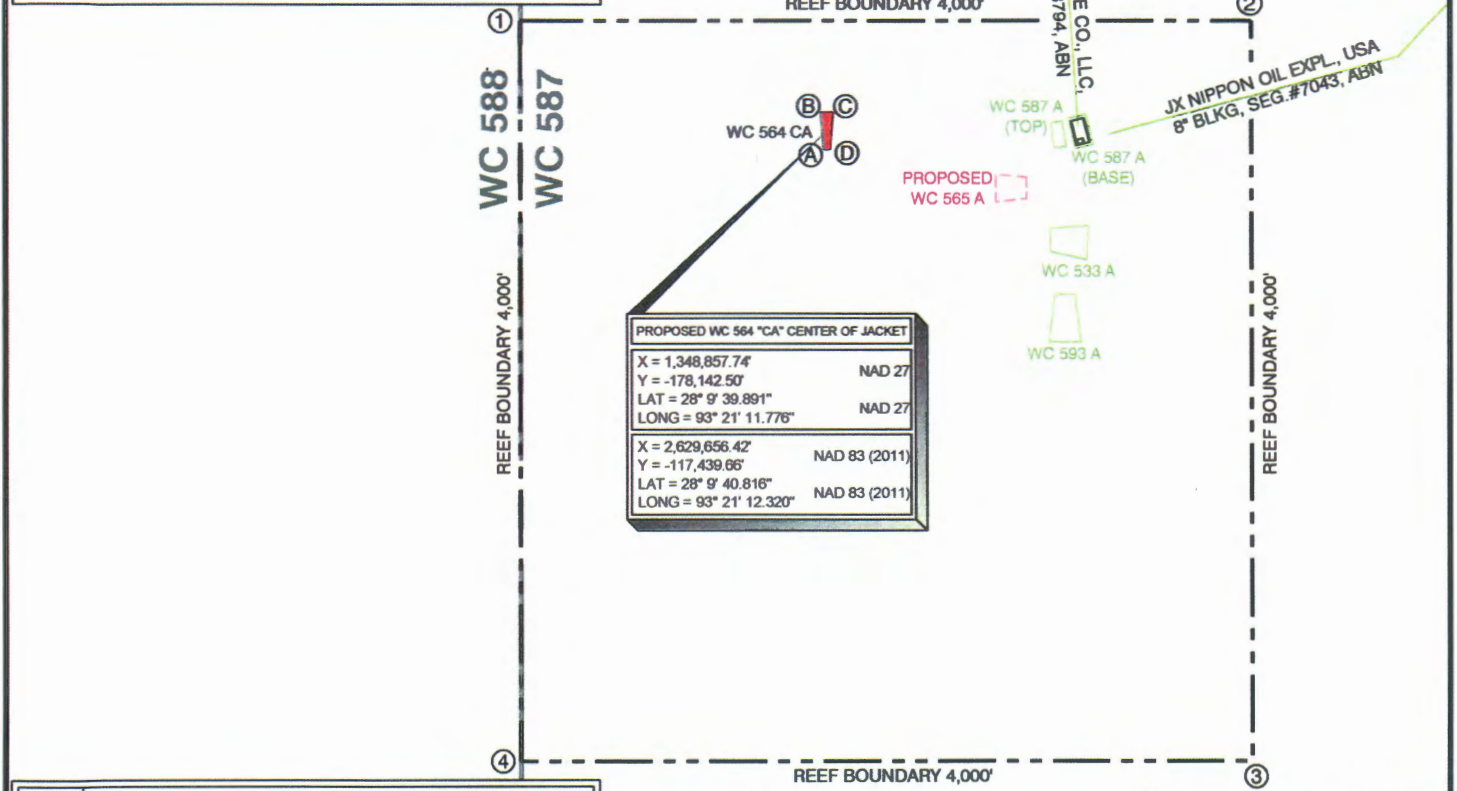 REEF BOUNDARY 4,000'
1
2
WC 588
WC 587
E CO., LLC,
794, ABN
JX NIPPON OIL EXPL., USA
8" BLKG, SEG.#7043, ABN
B C
WC 564 CA
A D
WC 587 A
(TOP)
WC 587 A
(BASE)
PROPOSED
WC 565 A
WC 533 A
WC 593 A
REEF BOUNDARY 4,000'
REEF BOUNDARY 4,000'
PROPOSED WC 564 "CA" CENTER OF JACKET
X = 1,348,857.74'
Y = -178,142.50' NAD 27
LAT = 28° 9' 39.891"
LONG = 93° 21' 11.776" NAD 27
X = 2,629,656.42'
Y = -117,439.66' NAD 83 (2011)
LAT = 28° 9' 40.816"
LONG = 93° 21' 12.320" NAD 83 (2011)
4
REEF BOUNDARY 4,000'
3